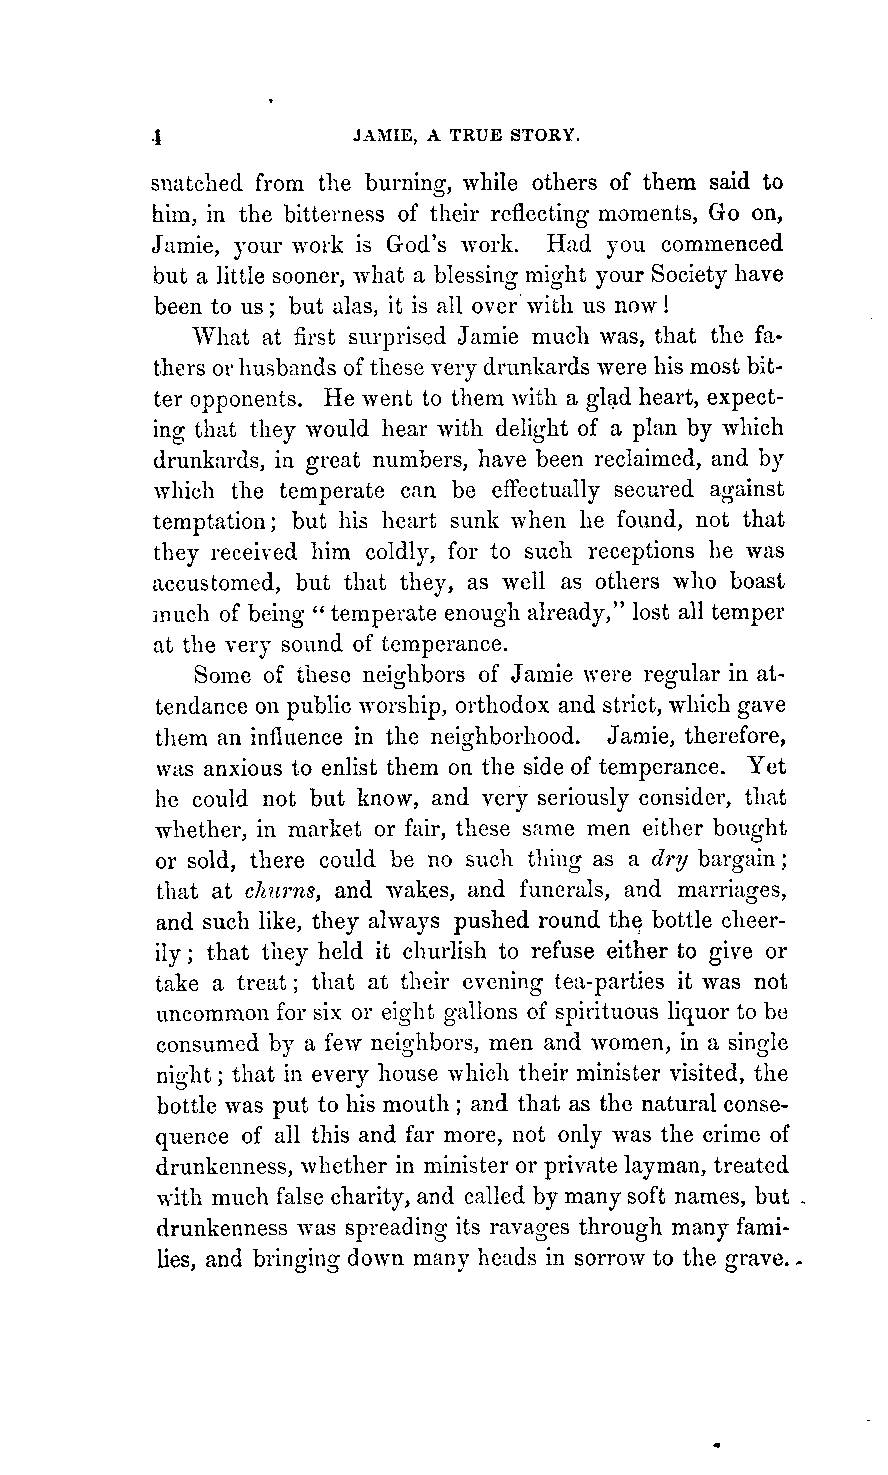 4 JAMIE, A TRUE STORY.
snatched from the burning, while others of them said to
him, in the bitterness of their reflecting moments, Go on,
Jamie, your work is God's work. Had you commenced
but a little sooner, what a blessing might your Society have
been to us; but alas, it is all over with us now!
What at first surprised Jamie much was, that the fa-
thers or husbands of these very drunkards were his most bit-
ter opponents. He went to them with a glad heart, expect-
ing that they would hear with delight of a plan by which
drunkards, in great numbers, have been reclaimed, and by
which the temperate can be effectually secured against
temptation; but his heart sunk when he found, not that
they received him coldly, for to such receptions he was
accustomed, but that they, as well as others who boast
much of being "temperate enough already," lost all temper
at the very sound of temperance.
Some of these neighbors of Jamie were regular in at-
tendance on public worship, orthodox and strict, which gave
them an influence in the neighborhood. Jamie, therefore,
was anxious to enlist them on the side of temperance. Yet
he could not but know, and very seriously consider, that
whether, in market or fair, these same men either bought
or sold, there could be no such thing as a dry bargain;
that at churns, and wakes, and funerals, and marriages,
and such like, they always pushed round the bottle cheer-
ily; that they held it churlish to refuse either to give or
take a treat; that at their evening tea-parties it was not
uncommon for six or eight gallons of spirituous liquor to be
consumed by a few neighbors, men and women, in a single
night; that in every house which their minister visited, the
bottle was put to his mouth; and that as the natural conse-
quence of all this and far more, not only was the crime of
drunkenness, whether in minister or private layman, treated
with much false charity, and called by many soft names, but
drunkenness was spreading its ravages through many fami-
lies, and bringing down many heads in sorrow to the grave.